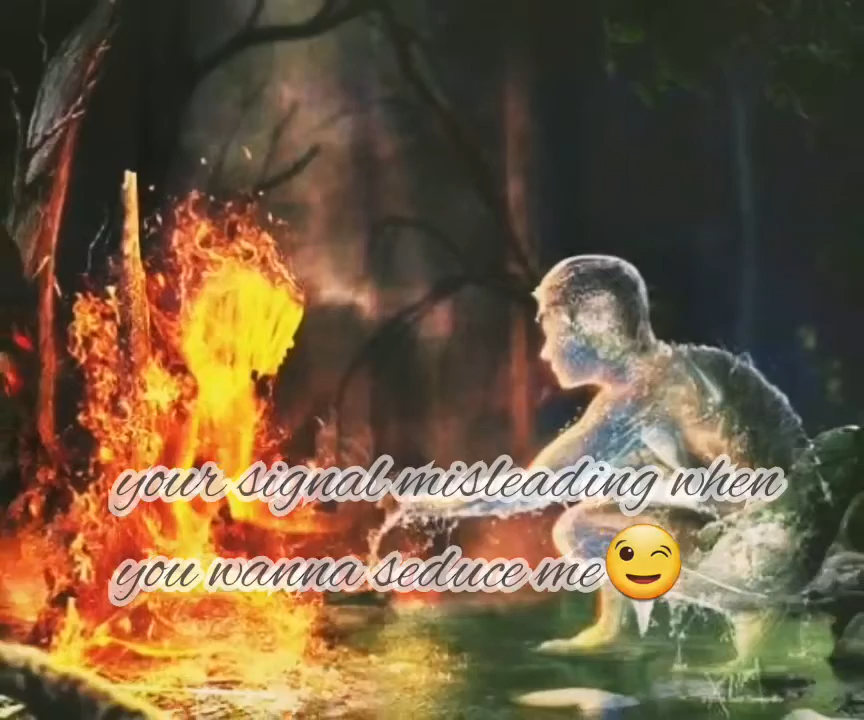 your signal misleading when
you wanna seduce me😉